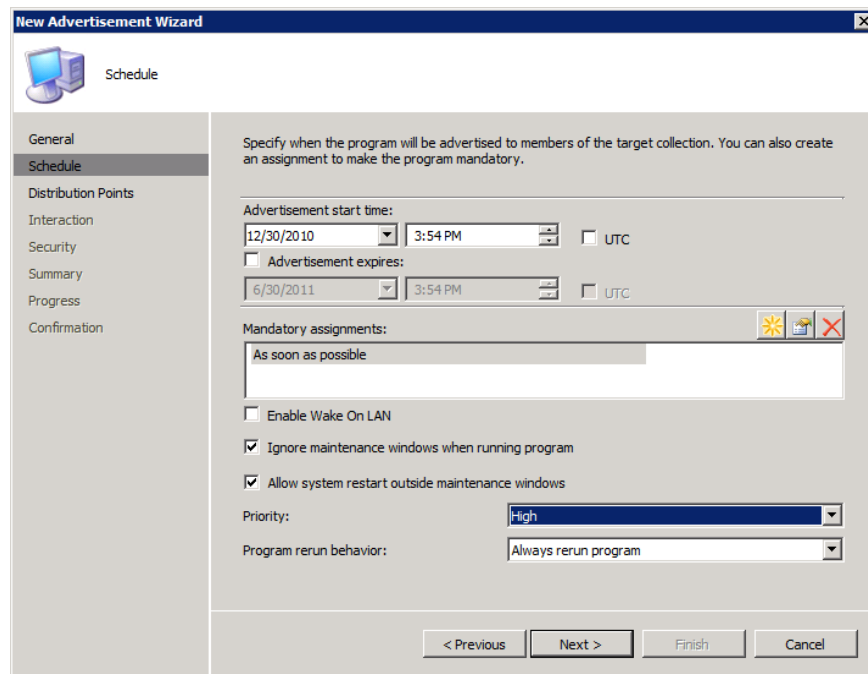 New Advertisement Wizard
Schedule
General
Schedule
Distribution Points
Interaction
Security
Summary
Progress
Confirmation
Specify when the program will be advertised to members of the target collection. You can also create
an assignment to make the program mandatory.
Advertisement start time:
12/30/2010 3:54 PM UTC
Advertisement expires:
6/30/2011 3:54 PM UTC
Mandatory assignments:
As soon as possible
Enable Wake On LAN
Ignore maintenance windows when running program
Allow system restart outside maintenance windows
Priority: High
Program rerun behavior: Always rerun program
< Previous Next > Finish Cancel